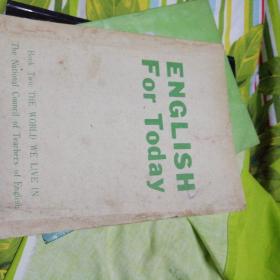 ENGLISH
For Today
Book Two: THE WORLD WE LIVE IN
The National Council of Teachers of English